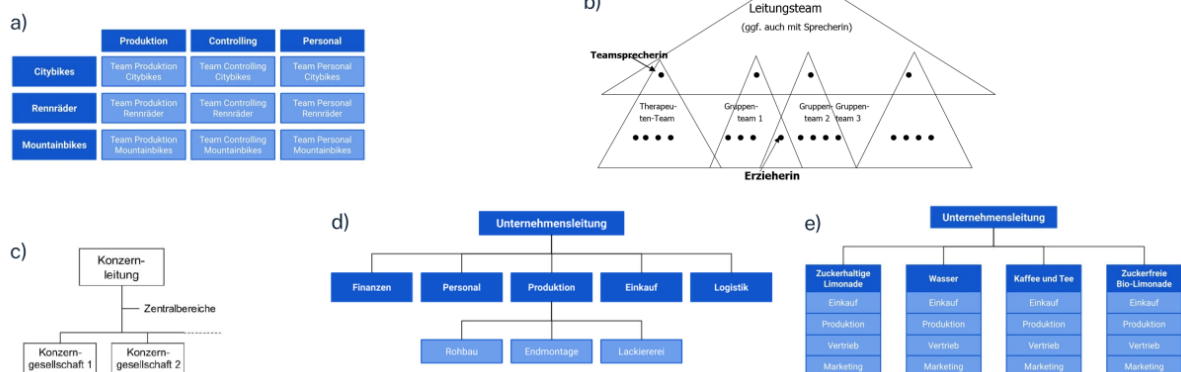 a)
Produktion Controlling Personal
Citybikes
Team Produktion Citybikes
Team Controlling Citybikes
Team Personal Citybikes
Rennräder
Team Produktion Rennräder
Team Controlling Rennräder
Team Personal Rennräder
Mountainbikes
Team Produktion Mountainbikes
Team Controlling Mountainbikes
Team Personal Mountainbikes
b)
Leitungsteam
(ggf. auch mit Sprecherin)
Teamsprecherin
Therapeu-
ten-Team
Gruppen-
team 1
Gruppen-
team 2
Gruppen-
team 3
Erzieherin
c)
Konzern-
leitung
Zentralbereiche
Konzern-
gesellschaft 1
Konzern-
gesellschaft 2
d)
Unternehmensleitung
Finanzen Personal Produktion Einkauf Logistik
Rohbau Endmontage Lackiererei
e)
Unternehmensleitung
Zuckerhaltige
Limonade
Einkauf
Produktion
Vertrieb
Marketing
Wasser
Einkauf
Produktion
Vertrieb
Marketing
Kaffee und Tee
Einkauf
Produktion
Vertrieb
Marketing
Zuckerfreie
Bio-Limonade
Einkauf
Produktion
Vertrieb
Marketing